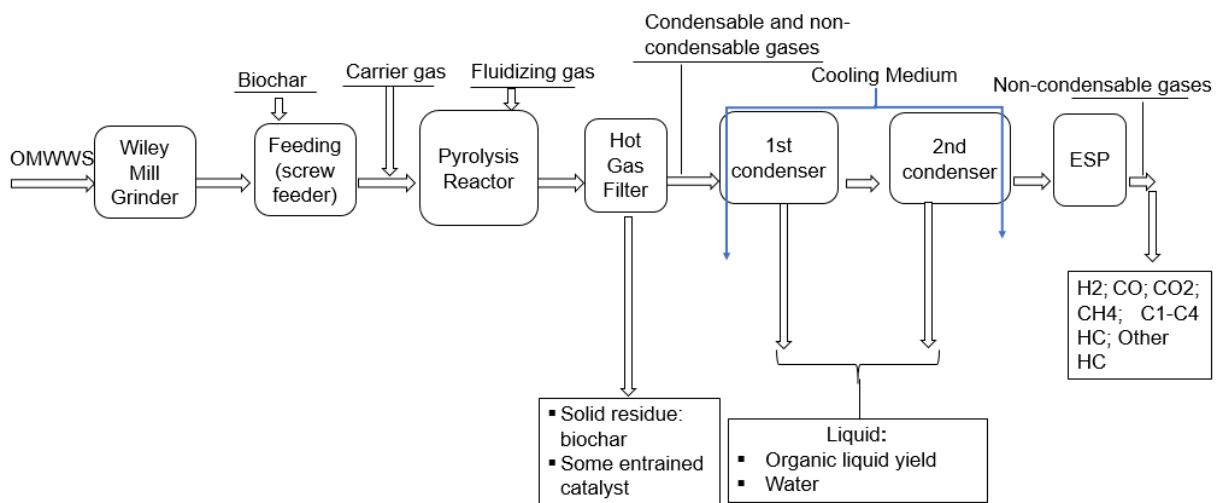 Condensable and non-
condensable gases
Biochar
Carrier gas
Fluidizing gas
Cooling Medium
Non-condensable gases
OMWWS
Wiley
Mill
Grinder
Feeding
(screw
feeder)
Pyrolysis
Reactor
Hot
Gas
Filter
1st
condenser
2nd
condenser
ESP
H2; CO; CO2;
CH4; C1-C4
HC; Other
HC
▪ Solid residue:
biochar
▪ Some entrained
catalyst
Liquid:
▪ Organic liquid yield
▪ Water